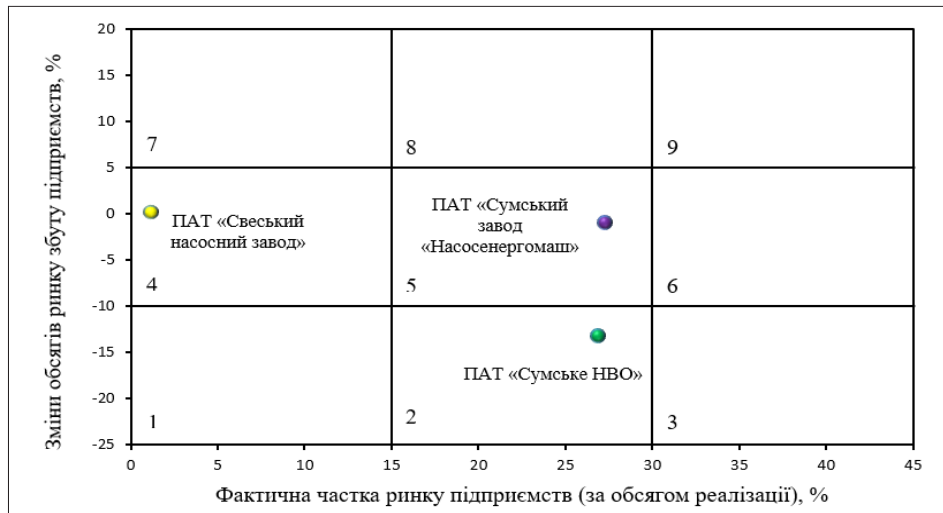 Зміни обсягів ринку збуту підприємств, %
20
15
10
5
0
-5
-10
-15
-20
-25
7
8
9
ПАТ «Свеський
насосний завод»
ПАТ «Сумський
завод
«Насосенергомаш»
4
5
6
ПАТ «Сумське НВО»
1
2
3
0 5 10 15 20 25 30 35 40 45
Фактична частка ринку підприємств (за обсягом реалізації), %